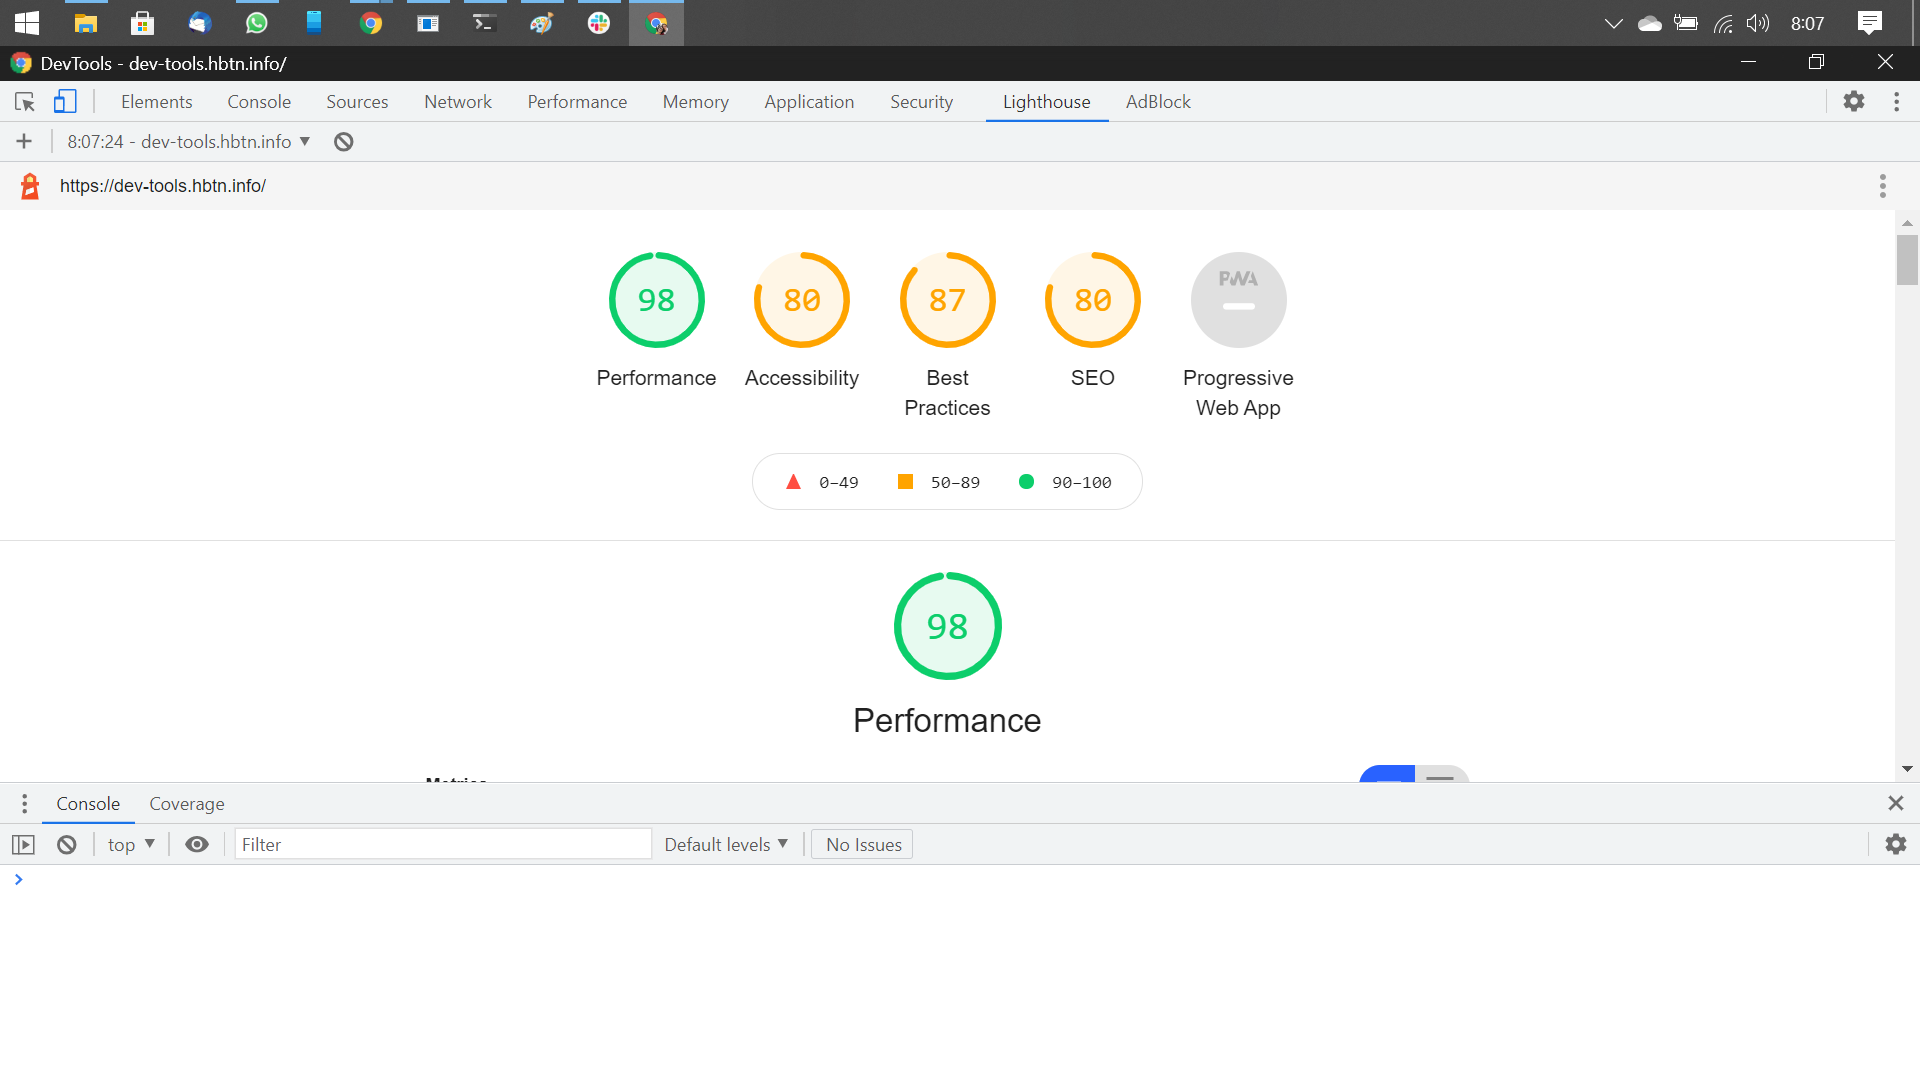 8:07
DevTools - dev-tools.hbtn.info/
Elements Console Sources Network Performance Memory Application Security Lighthouse AdBlock
8:07:24 - dev-tools.hbtn.info
https://dev-tools.hbtn.info/
98 80 87 80 PWA
Performance Accessibility Best Practices SEO Progressive Web App
0–49 50–89 90–100
98
Performance
Metrics
Console Coverage
top Filter Default levels No Issues